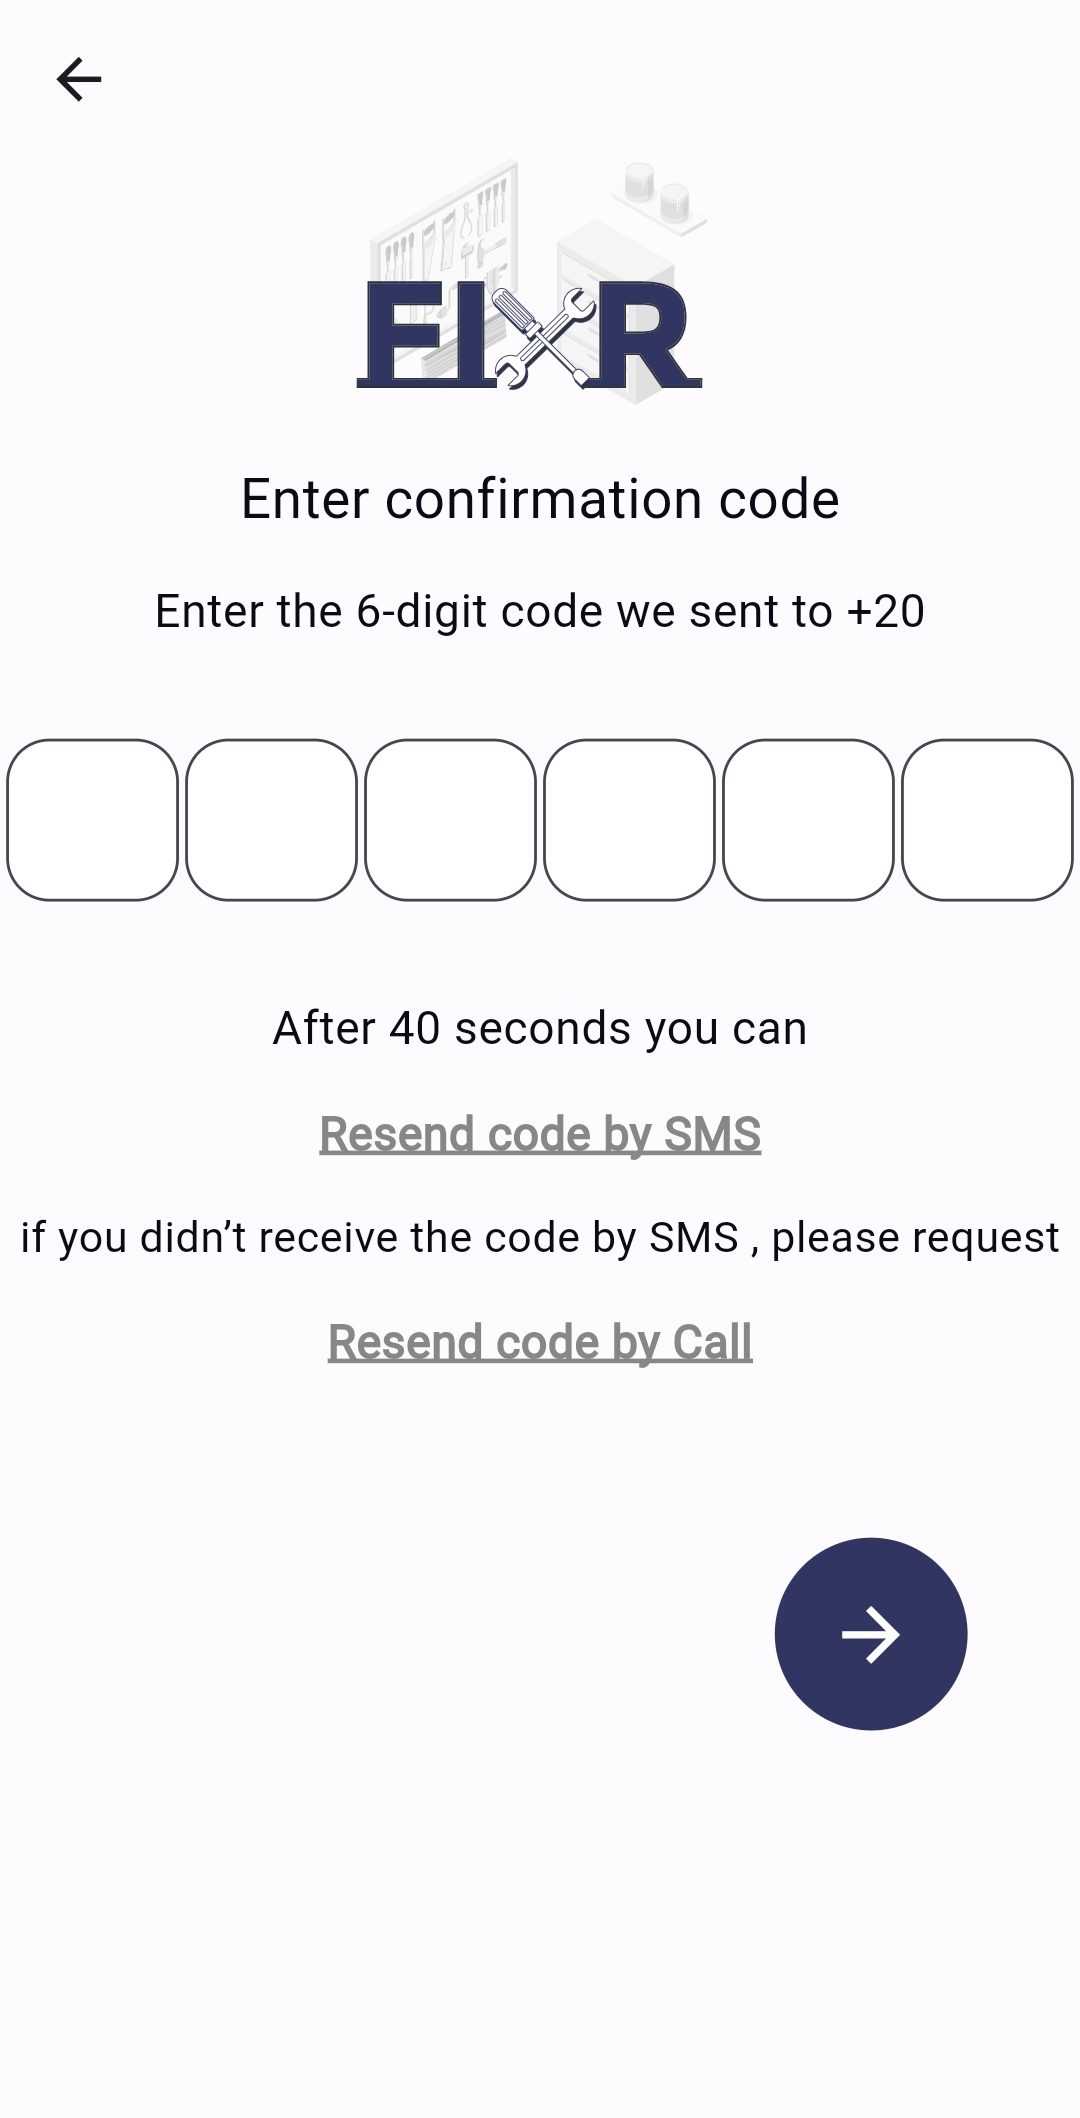 FIXR
Enter confirmation code
Enter the 6-digit code we sent to +20
After 40 seconds you can
Resend code by SMS
if you didn’t receive the code by SMS , please request
Resend code by Call